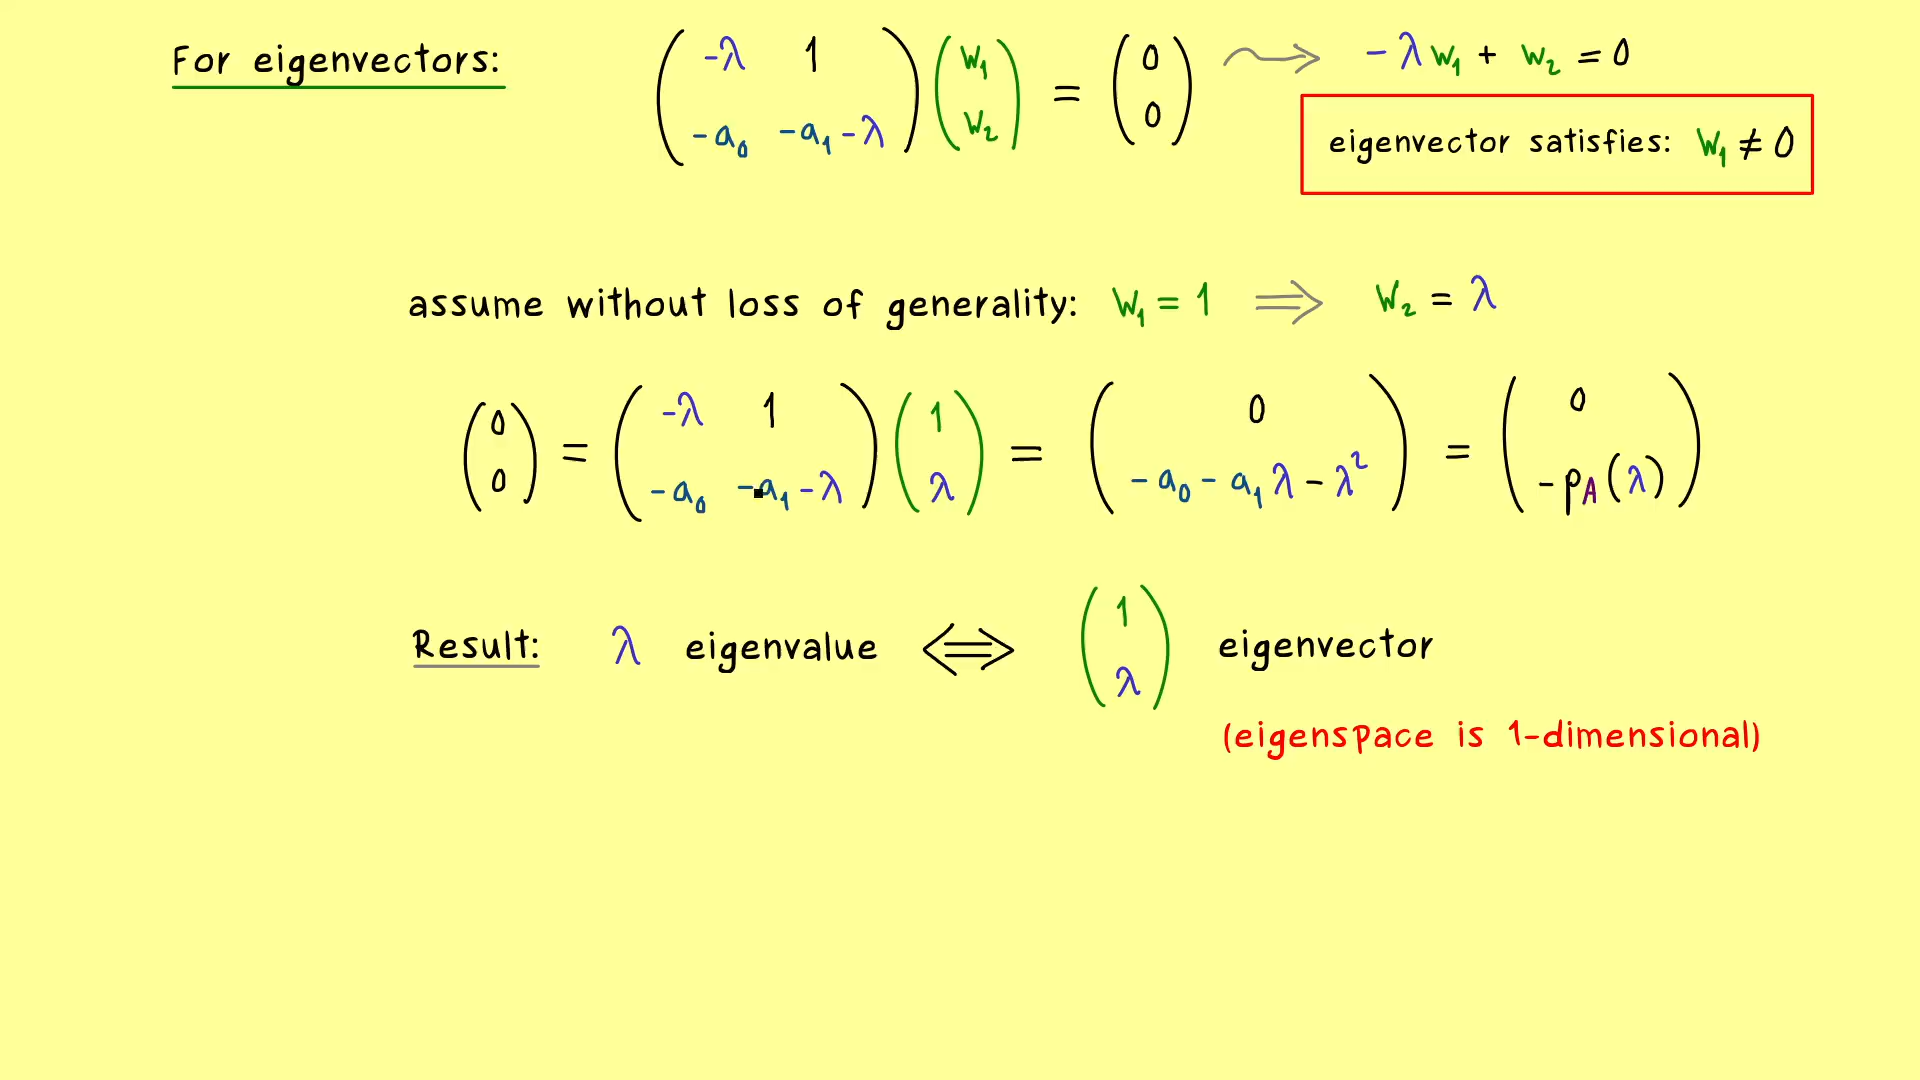 For eigenvectors: ( -λ 1 ; -a₀ -a₁-λ ) ( w₁ ; w₂ ) = ( 0 ; 0 ) ⇝ -λw₁ + w₂ = 0
eigenvector satisfies: w₁ ≠ 0
assume without loss of generality: w₁ = 1 ⟹ w₂ = λ
( 0 ; 0 ) = ( -λ 1 ; -a₀ -a₁-λ ) ( 1 ; λ ) = ( 0 ; -a₀ - a₁λ - λ² ) = ( 0 ; -p_A(λ) )
Result: λ eigenvalue ⟺ ( 1 ; λ ) eigenvector
(eigenspace is 1-dimensional)